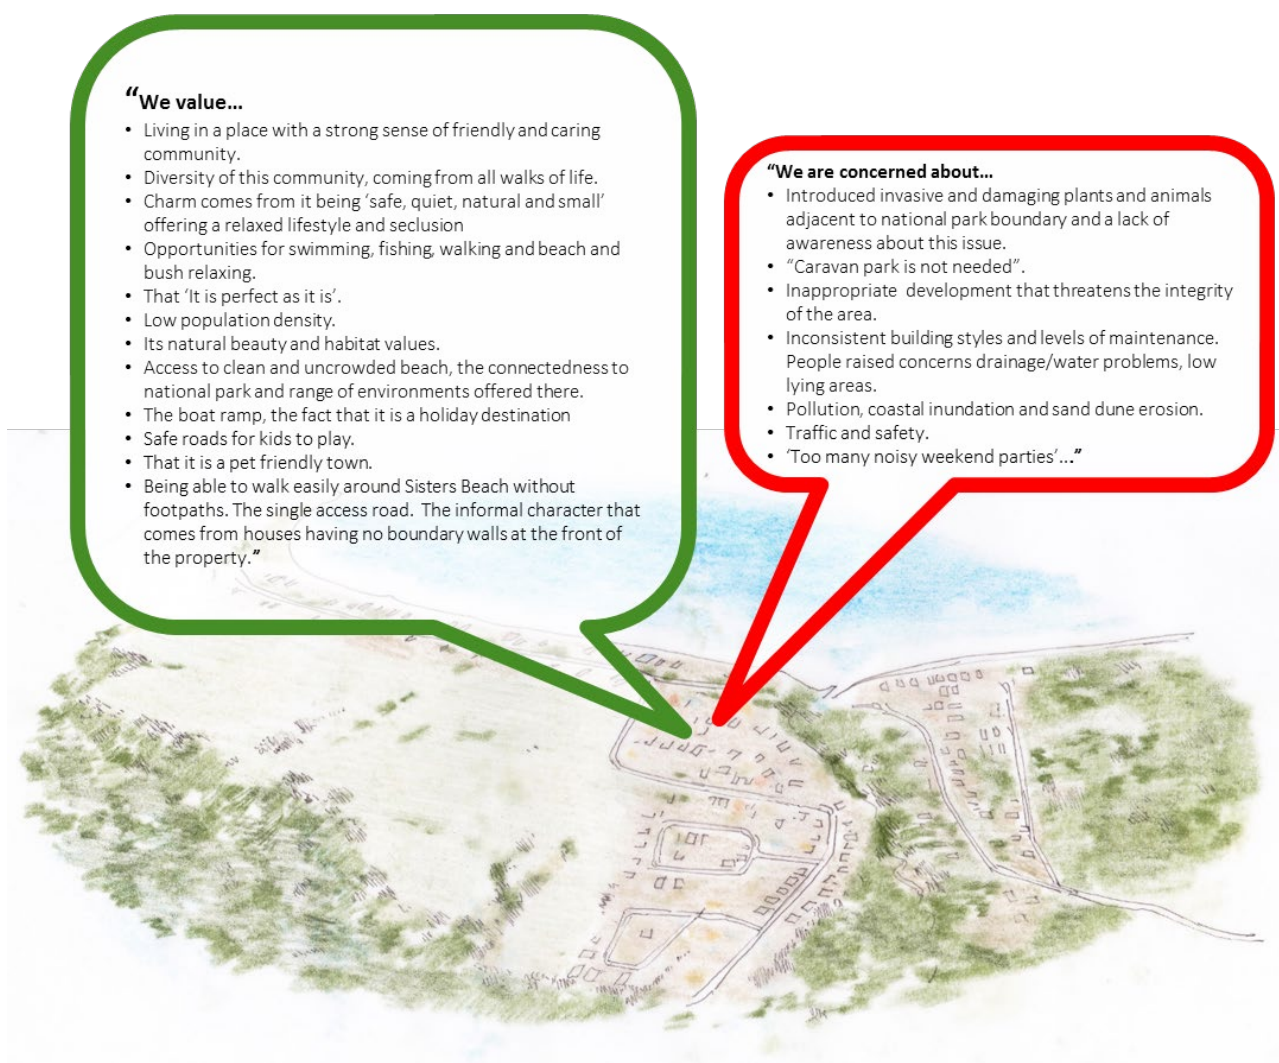 “We value...
• Living in a place with a strong sense of friendly and caring
community.
• Diversity of this community, coming from all walks of life.
• Charm comes from it being ‘safe, quiet, natural and small’
offering a relaxed lifestyle and seclusion
• Opportunities for swimming, fishing, walking and beach and
bush relaxing.
• That ‘It is perfect as it is’.
• Low population density.
• Its natural beauty and habitat values.
• Access to clean and uncrowded beach, the connectedness to
national park and range of environments offered there.
• The boat ramp, the fact that it is a holiday destination
• Safe roads for kids to play.
• That it is a pet friendly town.
• Being able to walk easily around Sisters Beach without
footpaths. The single access road.  The informal character that
comes from houses having no boundary walls at the front of
the property.”
“We are concerned about...
• Introduced invasive and damaging plants and animals
adjacent to national park boundary and a lack of
awareness about this issue.
• “Caravan park is not needed”.
• Inappropriate  development that threatens the integrity
of the area.
• Inconsistent building styles and levels of maintenance.
People raised concerns drainage/water problems, low
lying areas.
• Pollution, coastal inundation and sand dune erosion.
• Traffic and safety.
• ‘Too many noisy weekend parties’...”